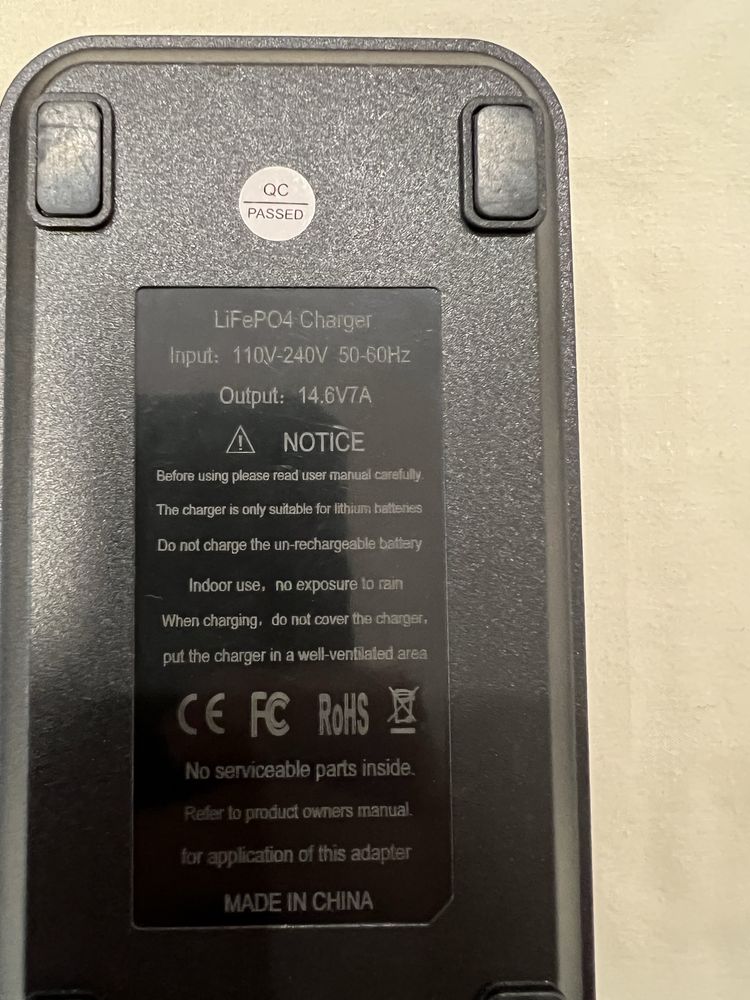 QC
PASSED
LiFePO4 Charger
Input: 110V-240V 50-60Hz
Output: 14.6V7A
NOTICE
Before using please read user manual carefully.
The charger is only suitable for lithium batteries
Do not charge the un-rechargeable battery
Indoor use, no exposure to rain
When charging, do not cover the charger,
put the charger in a well-ventilated area
CE FC RoHS
No serviceable parts inside.
Refer to product owners manual.
for application of this adapter
MADE IN CHINA